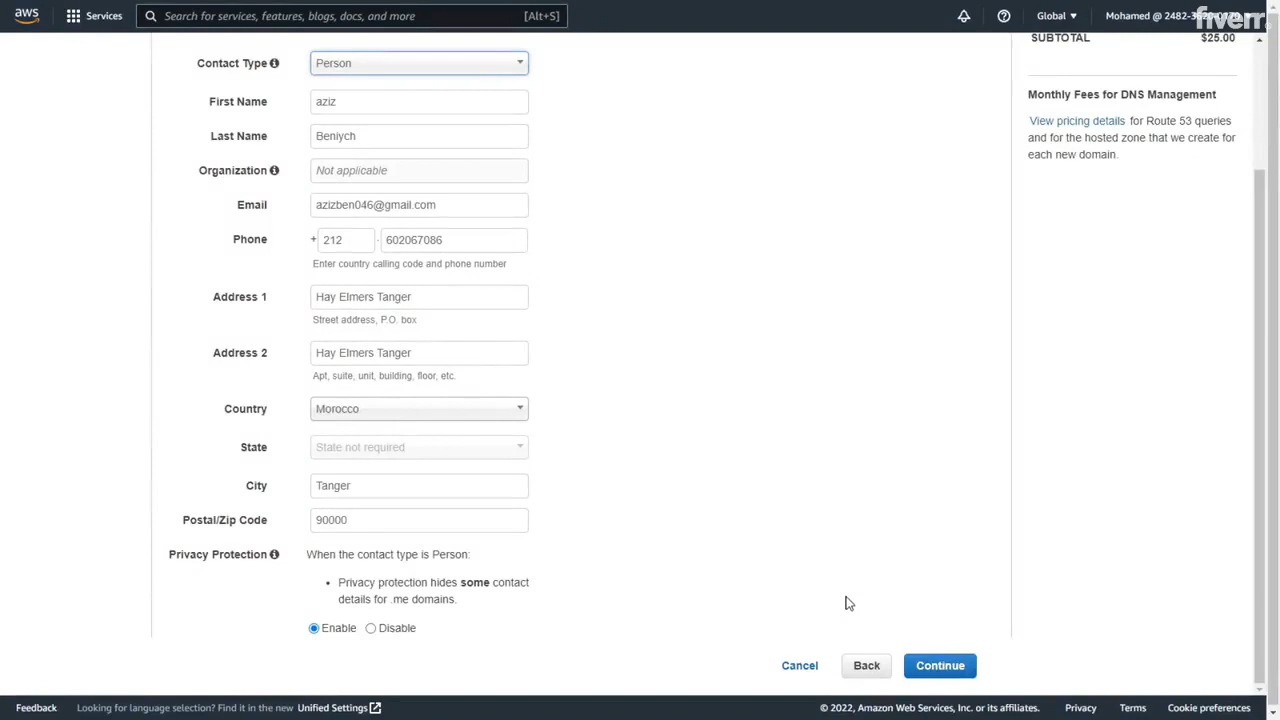 aws
Services
Search for services, features, blogs, docs, and more
[Alt+S]
Global
Mohamed @ 2482-3620-0170
fiverr
SUBTOTAL $25.00
Monthly Fees for DNS Management
View pricing details for Route 53 queries
and for the hosted zone that we create for
each new domain.
Contact Type Person
First Name aziz
Last Name Beniych
Organization Not applicable
Email azizben046@gmail.com
Phone + 212 · 602067086
Enter country calling code and phone number
Address 1 Hay Elmers Tanger
Street address, P.O. box
Address 2 Hay Elmers Tanger
Apt, suite, unit, building, floor, etc.
Country Morocco
State State not required
City Tanger
Postal/Zip Code 90000
Privacy Protection When the contact type is Person:
• Privacy protection hides some contact
details for .me domains.
Enable Disable
Cancel Back Continue
Feedback Looking for language selection? Find it in the new Unified Settings © 2022, Amazon Web Services, Inc. or its affiliates. Privacy Terms Cookie preferences